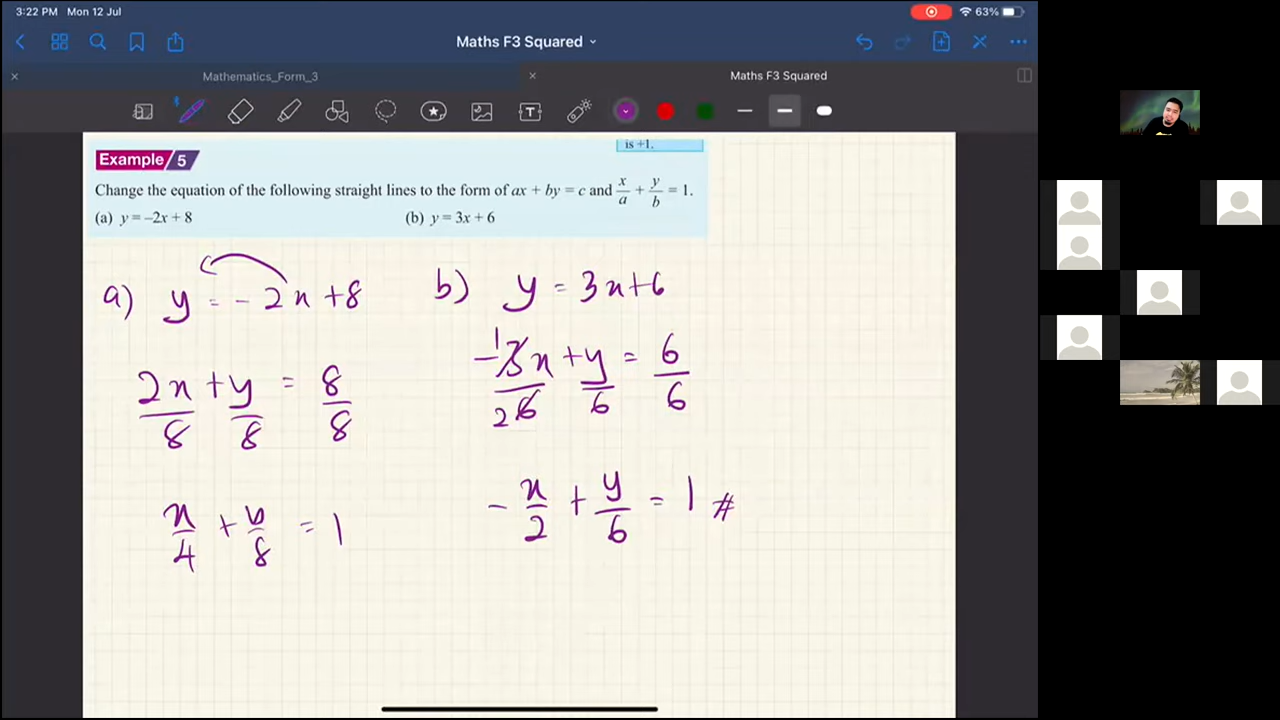 3:22 PM Mon 12 Jul
63%
Maths F3 Squared
Mathematics_Form_3
Maths F3 Squared
is +1.
Example 5
Change the equation of the following straight lines to the form of ax + by = c and x/a + y/b = 1.
(a) y = –2x + 8
(b) y = 3x + 6
a) y = - 2x + 8
2x/8 + y/8 = 8/8
x/4 + y/8 = 1
b) y = 3x + 6
-3x/6 + y/6 = 6/6
1
2
- x/2 + y/6 = 1 #